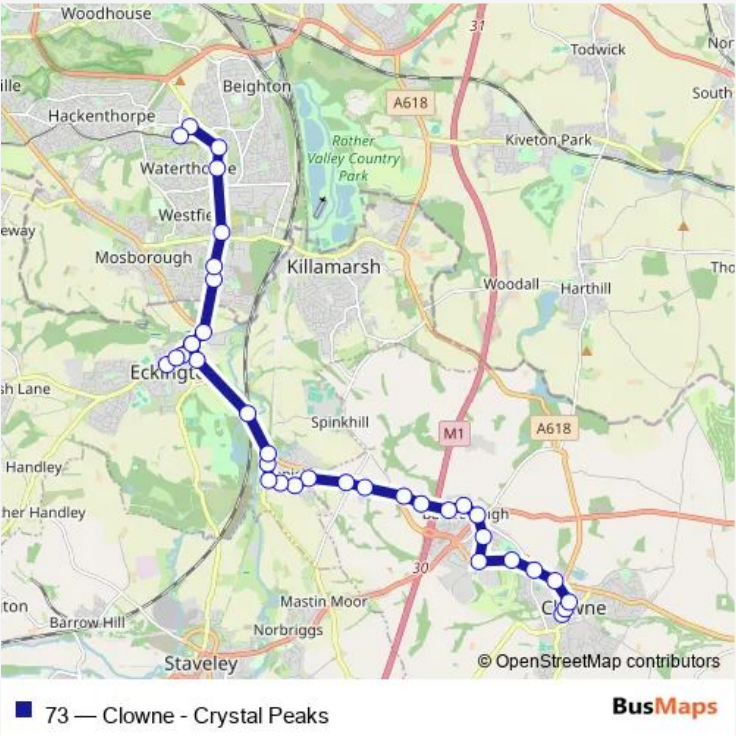 Woodhouse
31
Todwick
Nor
ille
Beighton
South
A618
Hackenthorpe
Kiveton Park
Rother
Valley Country
Park
Westfie
eway
Mosborough
Killamarsh
Tho
Woodall
Harthill
sh Lane
Spinkhill
M1
A618
Handley
her Handley
30
ton
Mastin Moor
Barrow Hill
Norbriggs
Staveley
© OpenStreetMap contributors
73 — Clowne - Crystal Peaks
BusMaps